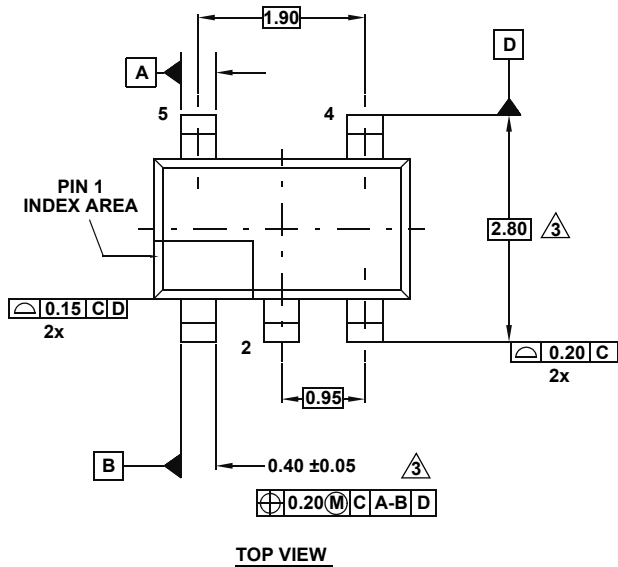 1.90
D
A
5
4
PIN 1
INDEX AREA
2.80 3
0.15 C D
2x
2
0.20 C
2x
0.95
B
0.40 ±0.05 3
0.20 M C A-B D
TOP VIEW